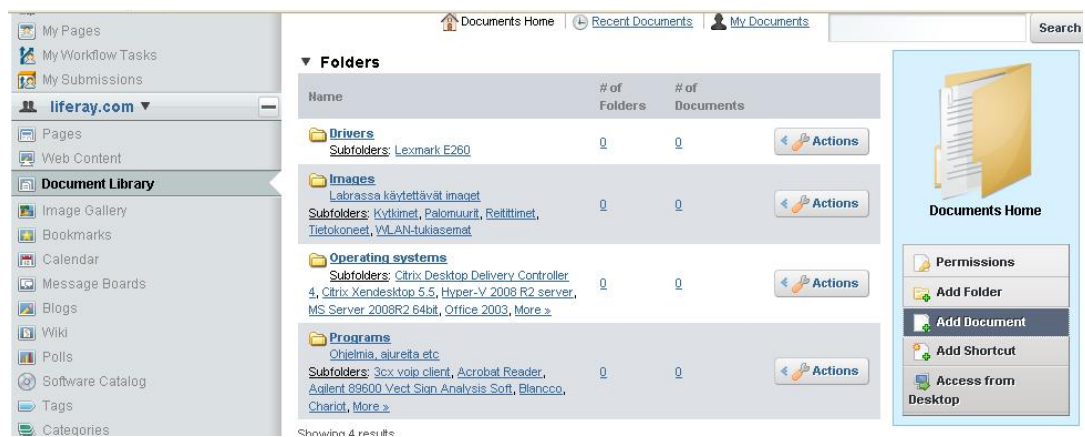 My Pages
My Workflow Tasks
My Submissions
liferay.com ▼
Pages
Web Content
Document Library
Image Gallery
Bookmarks
Calendar
Message Boards
Blogs
Wiki
Polls
Software Catalog
Tags
Categories
Documents Home
Recent Documents
My Documents
Search
▼ Folders
Name
# of
Folders
# of
Documents
Drivers
Subfolders: Lexmark E260
0
0
Actions
Images
Labrassa käytettävät imaget
Subfolders: Kytkimet, Palomuurit, Reitittimet,
Tietokoneet, WLAN-tukiasemat
0
0
Actions
Operating systems
Subfolders: Citrix Desktop Delivery Controller
4, Citrix Xendesktop 5.5, Hyper-V 2008 R2 server,
MS Server 2008R2 64bit, Office 2003, More »
0
0
Actions
Programs
Ohjelmia, ajureita etc
Subfolders: 3cx voip client, Acrobat Reader,
Agilent 89600 Vect Sign Analysis Soft, Blancco,
Chariot, More »
0
0
Actions
Showing 4 results.
Documents Home
Permissions
Add Folder
Add Document
Add Shortcut
Access from
Desktop